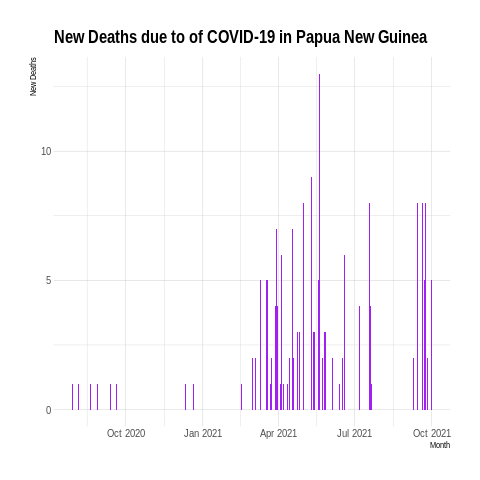 New Deaths due to of COVID-19 in Papua New Guinea
New Deaths
10
5
0
Oct 2020 Jan 2021 Apr 2021 Jul 2021 Oct 2021
Month